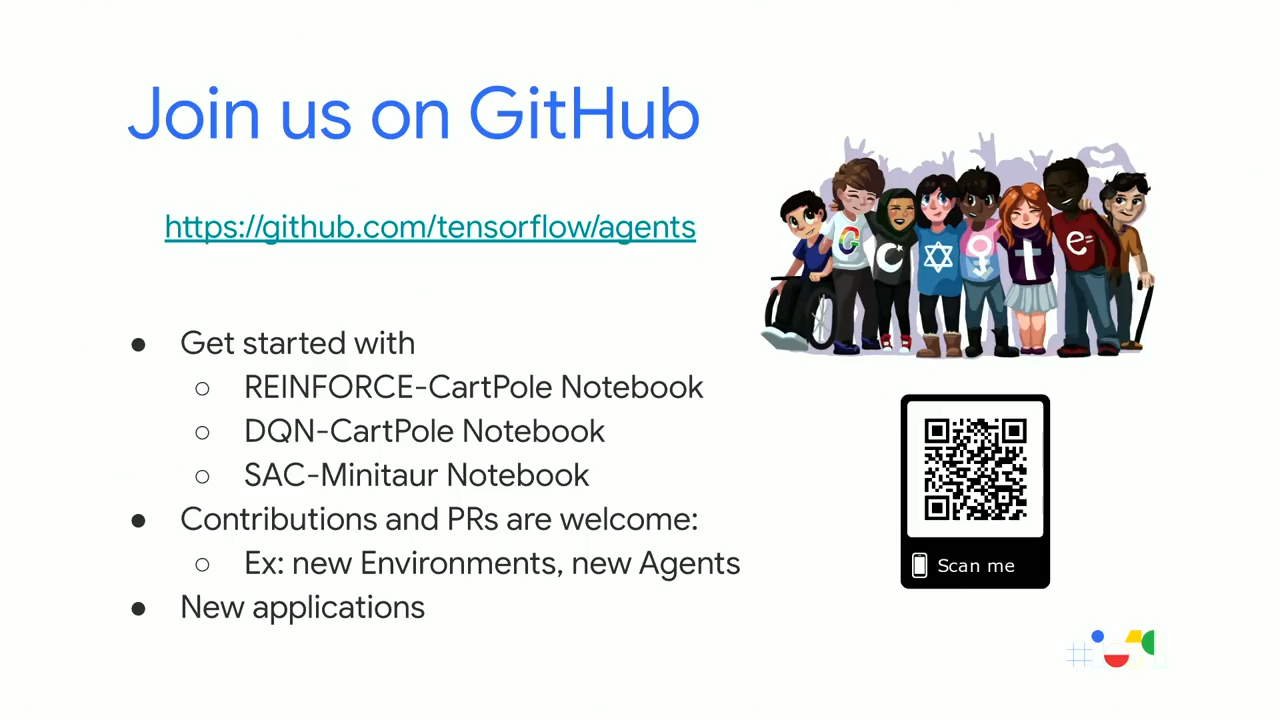 Join us on GitHub
https://github.com/tensorflow/agents
● Get started with
○ REINFORCE-CartPole Notebook
○ DQN-CartPole Notebook
○ SAC-Minitaur Notebook
● Contributions and PRs are welcome:
○ Ex: new Environments, new Agents
● New applications
G
e
Scan me